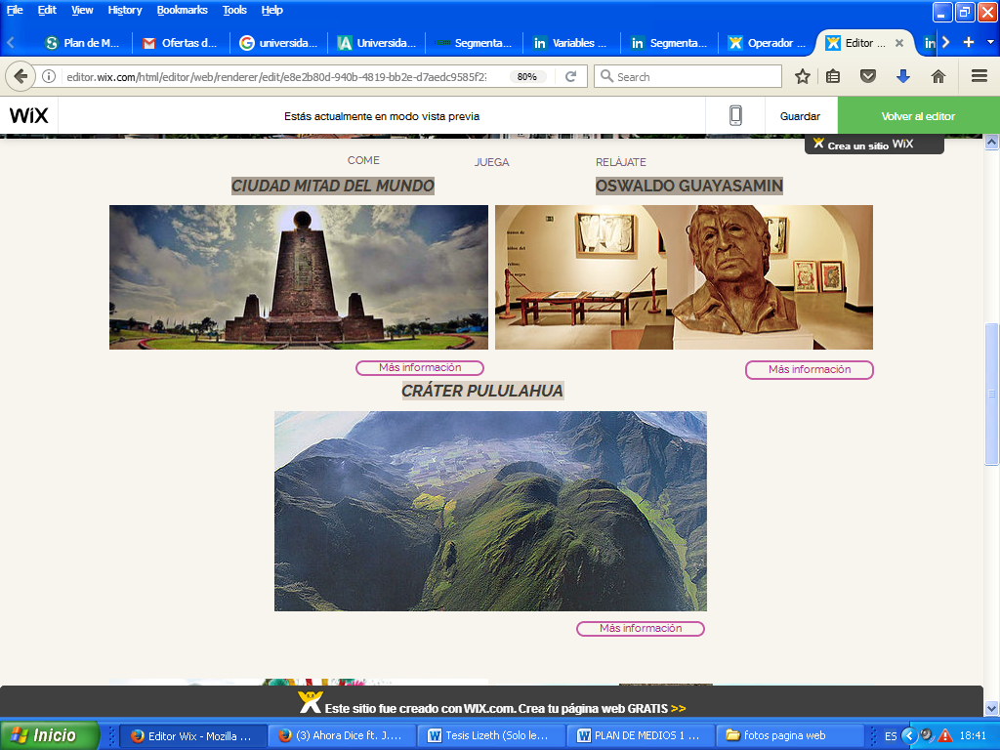 File Edit View History Bookmarks Tools Help
Plan de M... Ofertas d... universida... Universida... Segmenta... Variables ... Segmenta... Operador ... Editor ...
editor.wix.com/html/editor/web/renderer/edit/e8e2b80d-940b-4819-bb2e-d7aedc9585f2? 80% Search
WiX Estás actualmente en modo vista previa Guardar Volver al editor
Crea un sitio WiX
COME JUEGA RELÁJATE
CIUDAD MITAD DEL MUNDO OSWALDO GUAYASAMIN
Más información Más información
CRÁTER PULULAHUA
Más información
Este sitio fue creado con WIX.com. Crea tu página web GRATIS >>
Inicio Editor Wix - Mozilla ... (3) Ahora Dice ft. J.... Tesis Lizeth (Solo le... PLAN DE MEDIOS 1 ... fotos pagina web ES 18:41